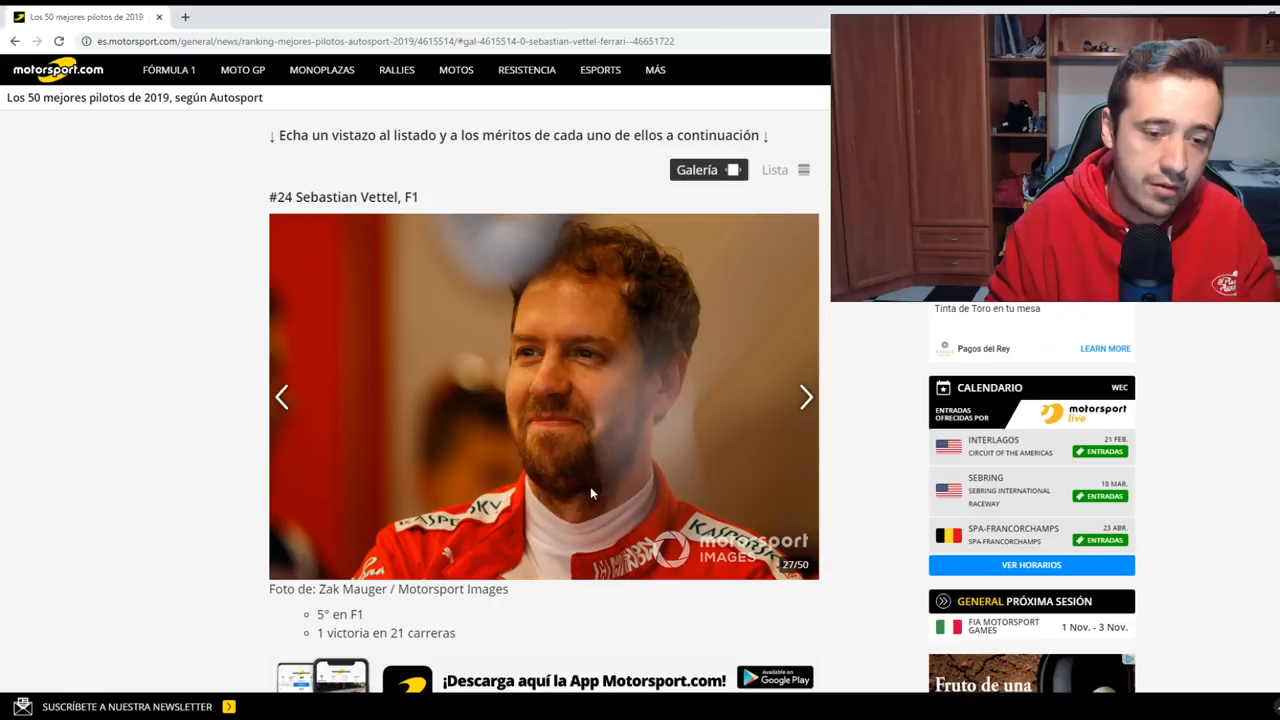 Los 50 mejores pilotos de 2019
es.motorsport.com/general/news/ranking-mejores-pilotos-autosport-2019/4615514/#gal-4615514-0-sebastian-vettel-ferrari--46651722
motorsport.com
FÓRMULA 1
MOTO GP
MONOPLAZAS
RALLIES
MOTOS
RESISTENCIA
ESPORTS
MÁS
Los 50 mejores pilotos de 2019, según Autosport
↓ Echa un vistazo al listado y a los méritos de cada uno de ellos a continuación ↓
Galería
Lista
#24 Sebastian Vettel, F1
KASPERSKY
KASPERSKY
motorsport
IMAGES
27/50
Foto de: Zak Mauger / Motorsport Images
5° en F1
1 victoria en 21 carreras
¡Descarga aquí la App Motorsport.com!
Available on
Google Play
Tinta de Toro en tu mesa
Pagos del Rey
LEARN MORE
CALENDARIO
WEC
ENTRADAS
OFRECIDAS POR
motorsport
live
INTERLAGOS
CIRCUIT OF THE AMERICAS
21 FEB.
ENTRADAS
SEBRING
SEBRING INTERNATIONAL
RACEWAY
18 MAR.
ENTRADAS
SPA-FRANCORCHAMPS
SPA-FRANCORCHAMPS
23 ABR.
ENTRADAS
VER HORARIOS
GENERAL PRÓXIMA SESIÓN
FIA MOTORSPORT
GAMES
1 Nov. - 3 Nov.
Fruto de una
SUSCRÍBETE A NUESTRA NEWSLETTER